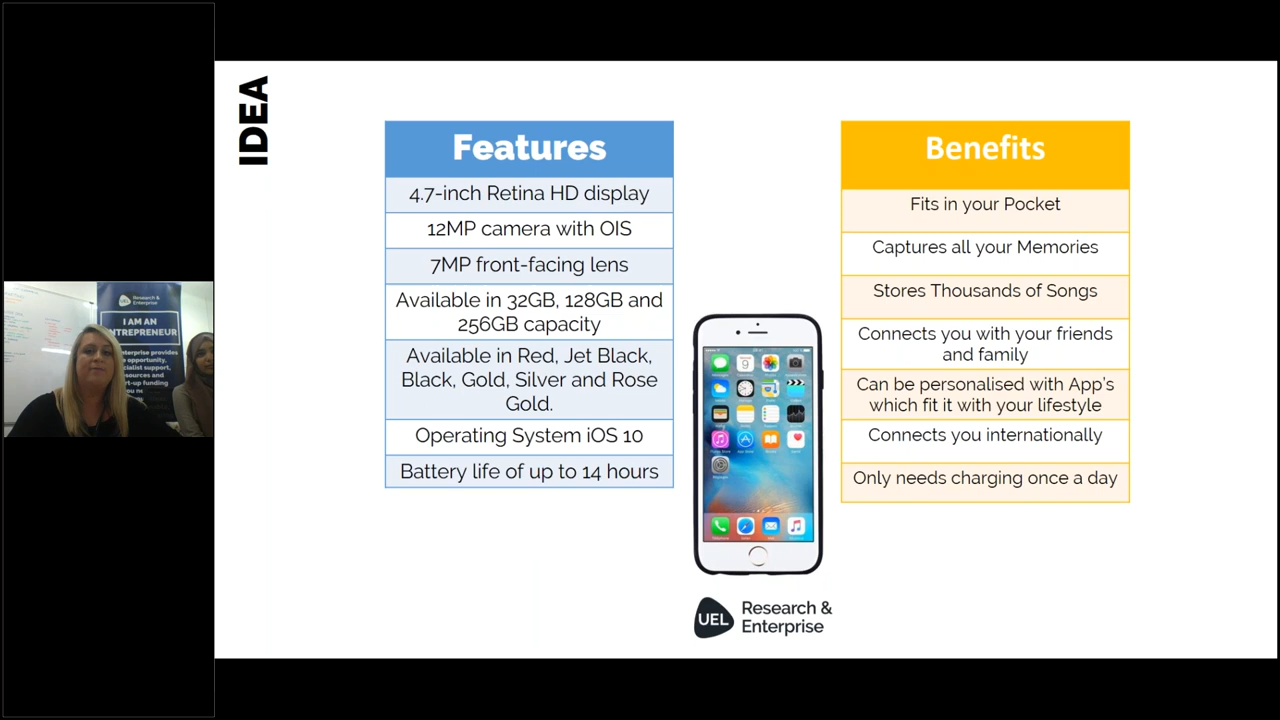 IDEA
Features
4.7-inch Retina HD display
12MP camera with OIS
7MP front-facing lens
Available in 32GB, 128GB and
256GB capacity
Available in Red, Jet Black,
Black, Gold, Silver and Rose
Gold.
Operating System iOS 10
Battery life of up to 14 hours
Benefits
Fits in your Pocket
Captures all your Memories
Stores Thousands of Songs
Connects you with your friends
and family
Can be personalised with App's
which fit it with your lifestyle
Connects you internationally
Only needs charging once a day
UEL
Research &
Enterprise
UEL
Research &
Enterprise
I AM AN